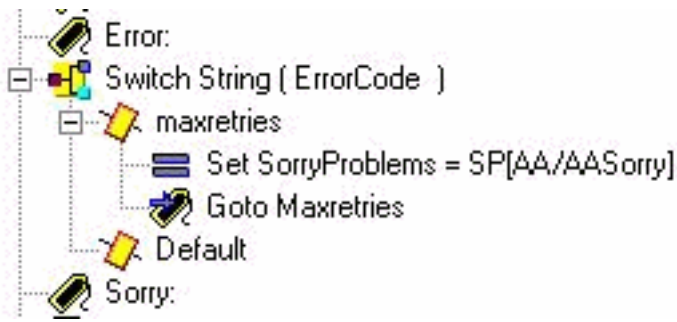 Error:
Switch String ( ErrorCode )
maxretries
Set SorryProblems = SP[AA/AASorry]
Goto Maxretries
Default
Sorry: